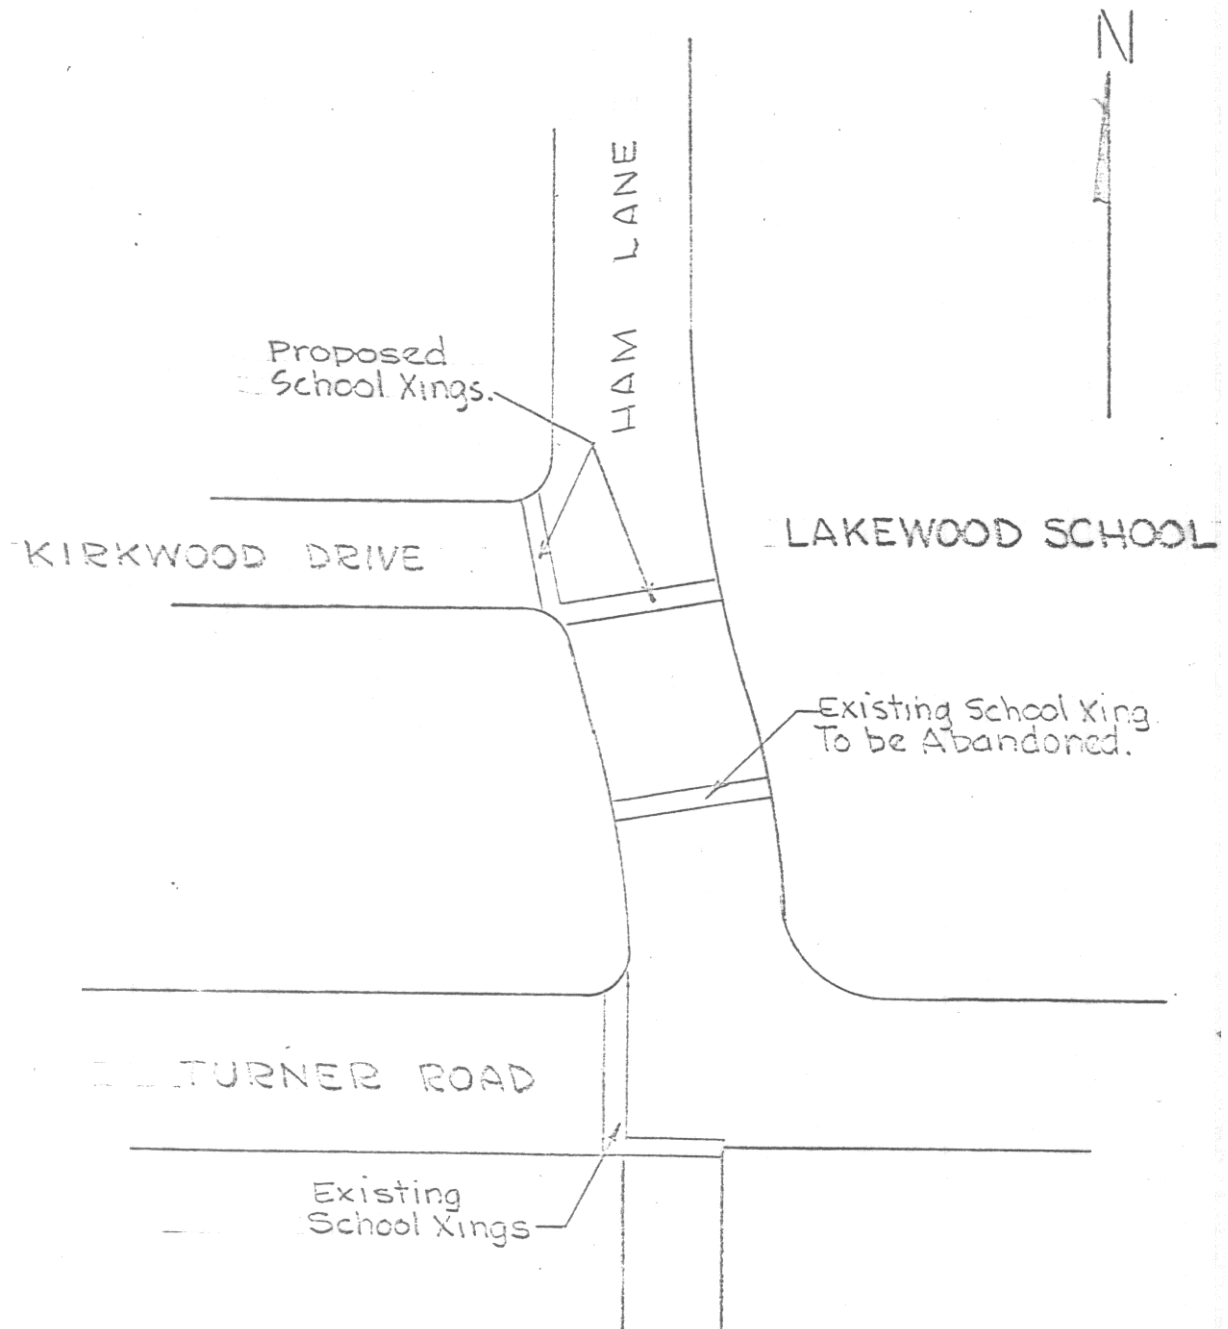 N
HAM LANE
Proposed
School Xings.
KIRKWOOD DRIVE
LAKEWOOD SCHOOL
Existing School Xing
To be Abandoned.
TURNER ROAD
Existing
School Xings